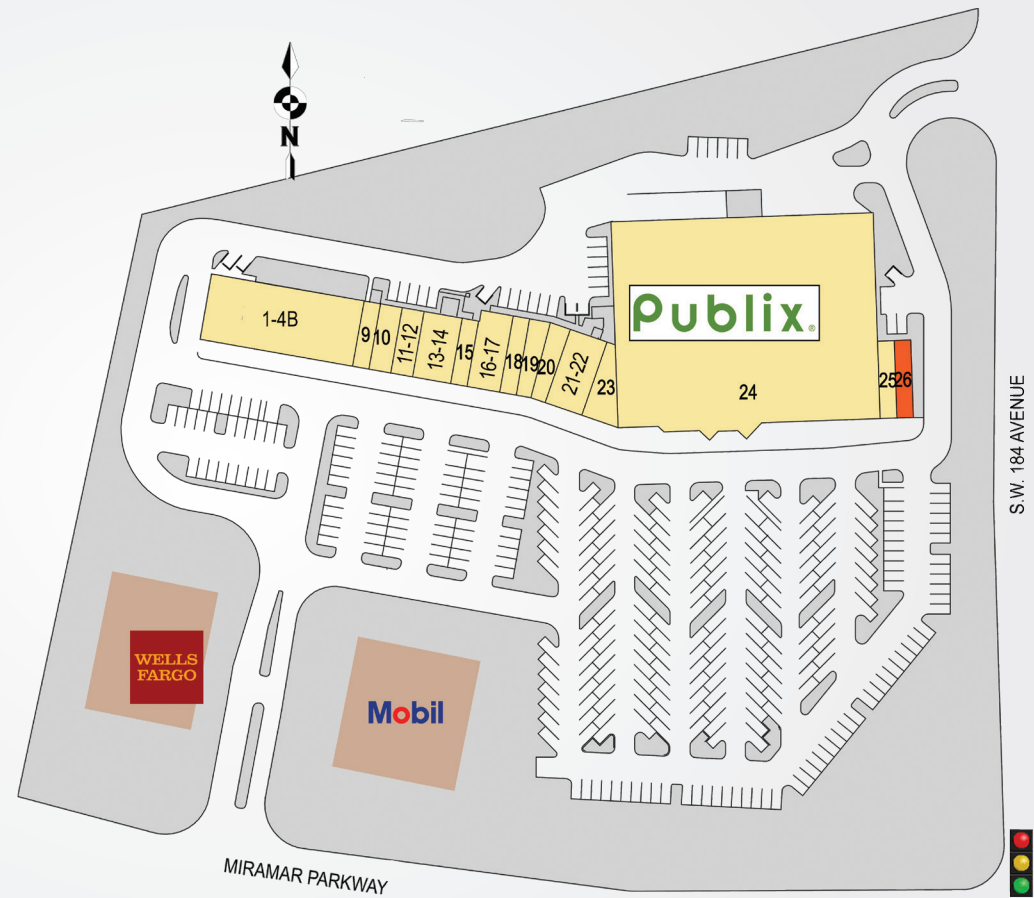 N
1-4B
9
10
11-12
13-14
15
16-17
18
19
20
21-22
23
Publix.
24
25
26
S.W. 184 AVENUE
WELLS
FARGO
Mobil
MIRAMAR PARKWAY